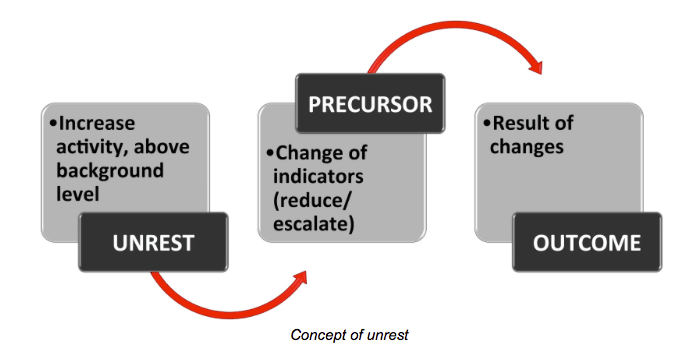 •Increase
activity, above
background
level
UNREST
PRECURSOR
•Change of
indicators
(reduce/
escalate)
•Result of
changes
OUTCOME
Concept of unrest